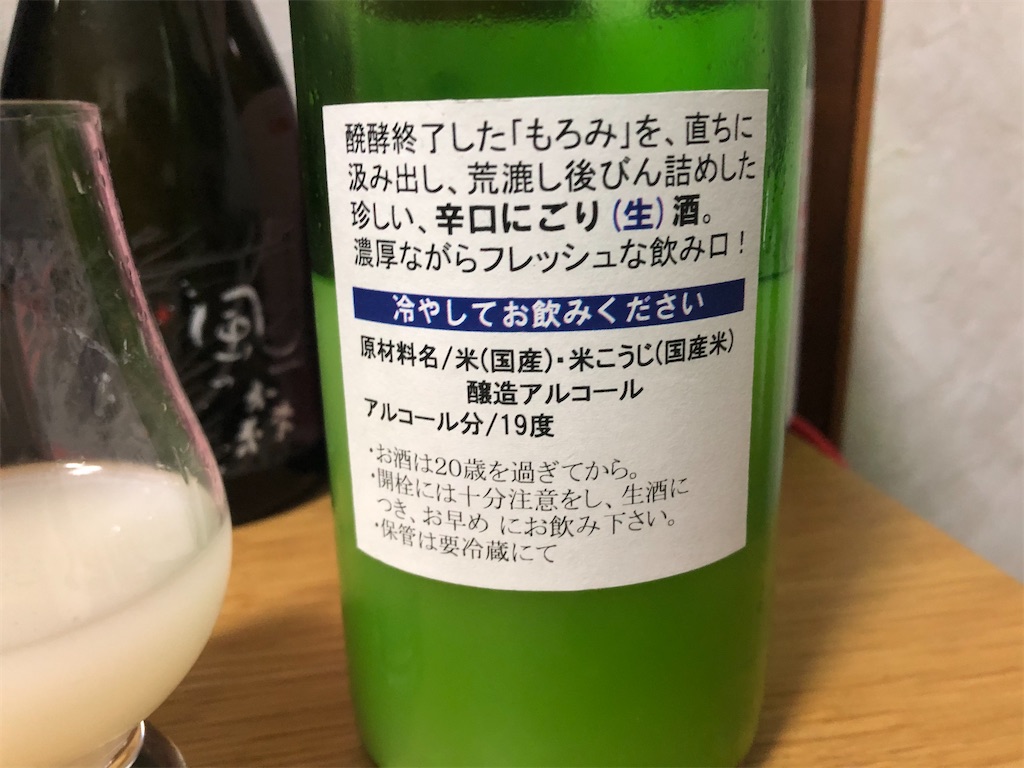 醗酵終了した「もろみ」を、直ちに
汲み出し、荒漉し後びん詰めした
珍しい、辛口にごり(生)酒。
濃厚ながらフレッシュな飲み口!
冷やしてお飲みください
原材料名/米(国産)・米こうじ(国産米)
醸造アルコール
アルコール分/19度
・お酒は20歳を過ぎてから。
・開栓には十分注意をし、生酒に
つき、お早め にお飲み下さい。
・保管は要冷蔵にて
風の森